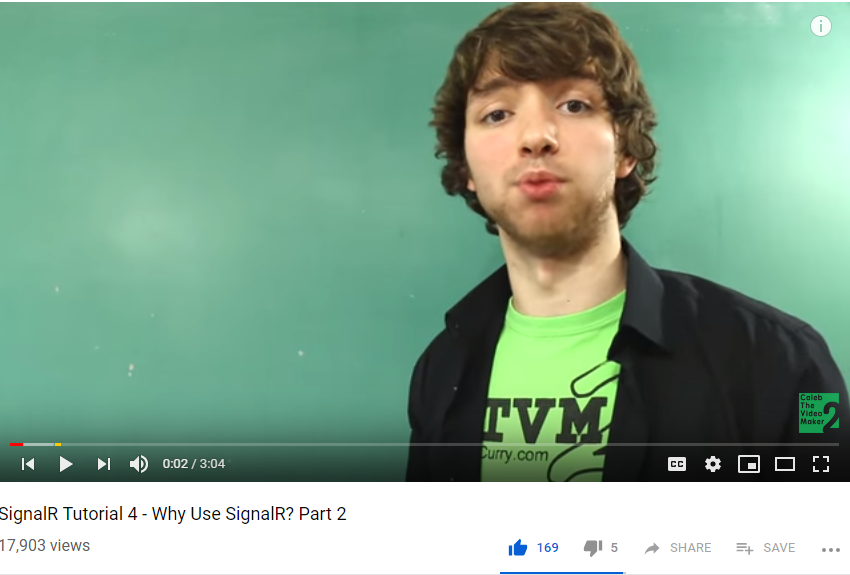 i
Caleb
The
Video
Maker 2
TVM
Curry.com
CC
0:02 / 3:04
SignalR Tutorial 4 - Why Use SignalR? Part 2
17,903 views
169
5
SHARE
SAVE